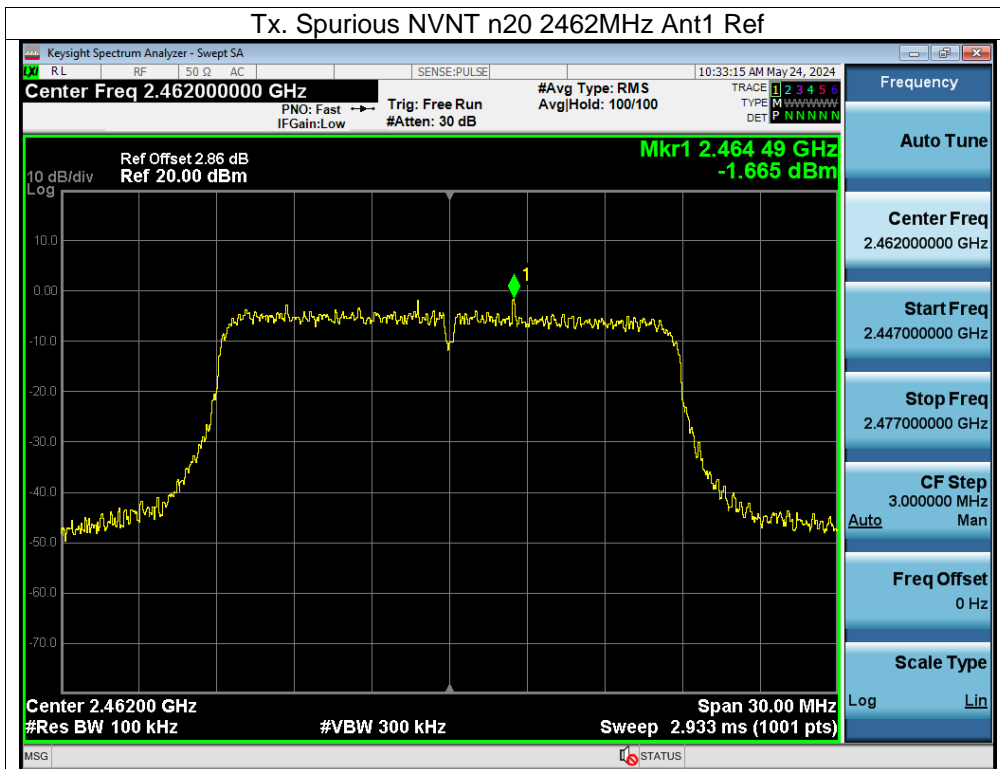 Tx. Spurious NVNT n20 2462MHz Ant1 Ref
Keysight Spectrum Analyzer - Swept SA
LXI RL RF 50 Ω AC SENSE:PULSE 10:33:15 AM May 24, 2024
Center Freq 2.462000000 GHz
PNO: Fast
IFGain:Low
Trig: Free Run
#Atten: 30 dB
#Avg Type: RMS
Avg|Hold: 100/100
TRACE 1 2 3 4 5 6
TYPE M WWWWW
DET P N N N N N
Mkr1 2.464 49 GHz
-1.665 dBm
Ref Offset 2.86 dB
10 dB/div Ref 20.00 dBm
Log
10.0
0.00
-10.0
-20.0
-30.0
-40.0
-50.0
-60.0
-70.0
1
Center 2.46200 GHz Span 30.00 MHz
#Res BW 100 kHz #VBW 300 kHz Sweep 2.933 ms (1001 pts)
MSG STATUS
Frequency
Auto Tune
Center Freq
2.462000000 GHz
Start Freq
2.447000000 GHz
Stop Freq
2.477000000 GHz
CF Step
3.000000 MHz
Auto Man
Freq Offset
0 Hz
Scale Type
Log Lin